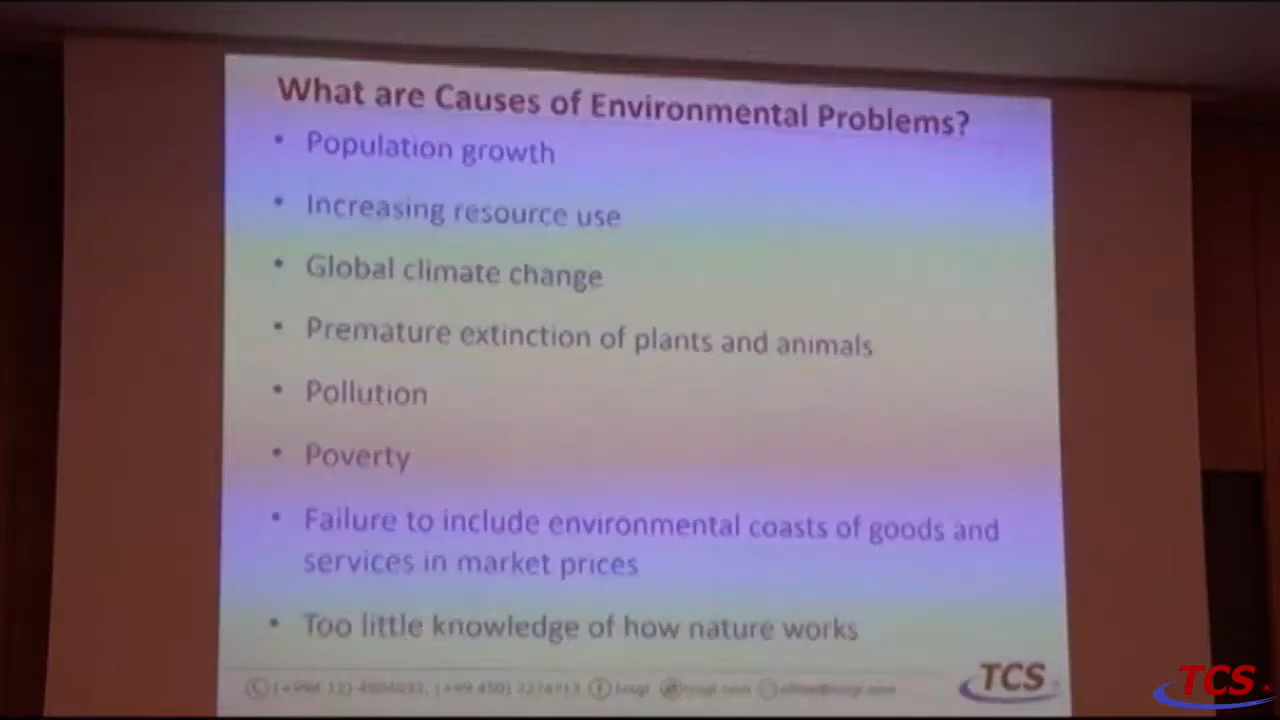 What are Causes of Environmental Problems?
• Population growth
• Increasing resource use
• Global climate change
• Premature extinction of plants and animals
• Pollution
• Poverty
• Failure to include environmental coasts of goods and
services in market prices
• Too little knowledge of how nature works
TCS
TCS